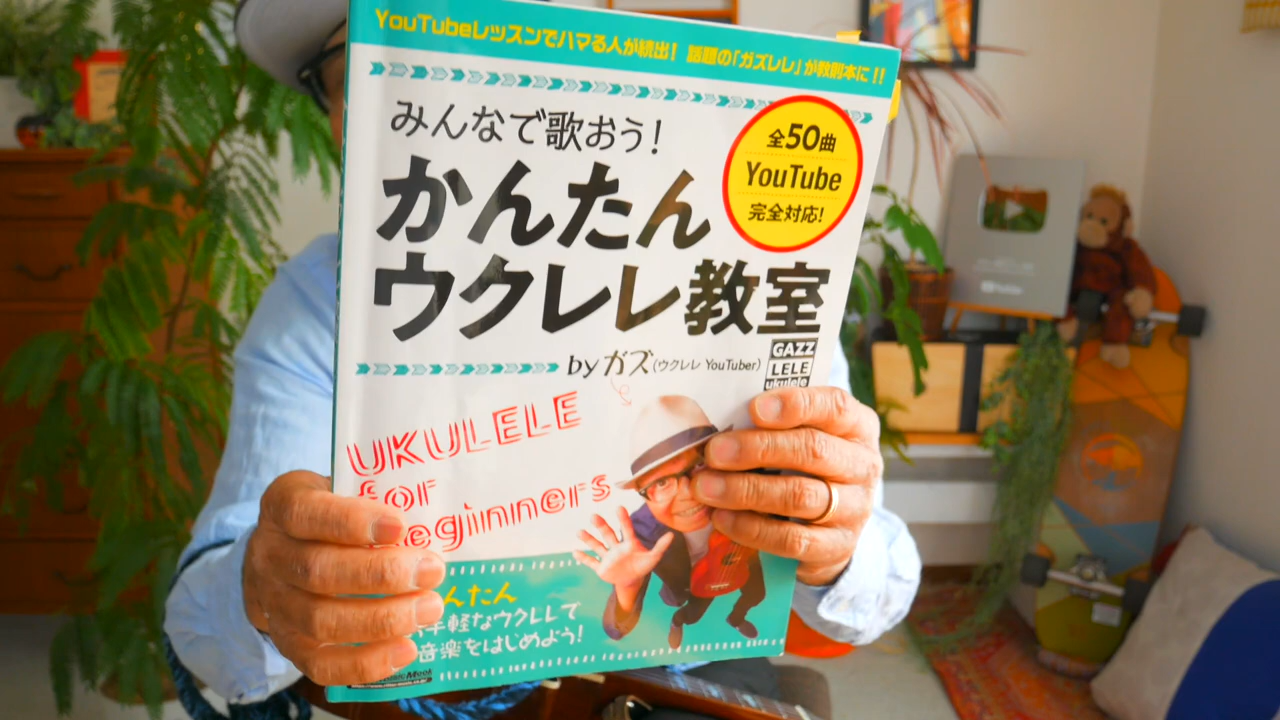 YouTubeレッスンでハマる人が続出! 話題の「ガズレレ」が教則本に!!
みんなで歌おう!
全50曲
YouTube
完全対応!
かんたん
ウクレレ教室
byガズ(ウクレレ YouTuber)
GAZZ
LELE
ukulele
UKULELE
for
eginners
んたん
手軽なウクレレで
音楽をはじめよう!